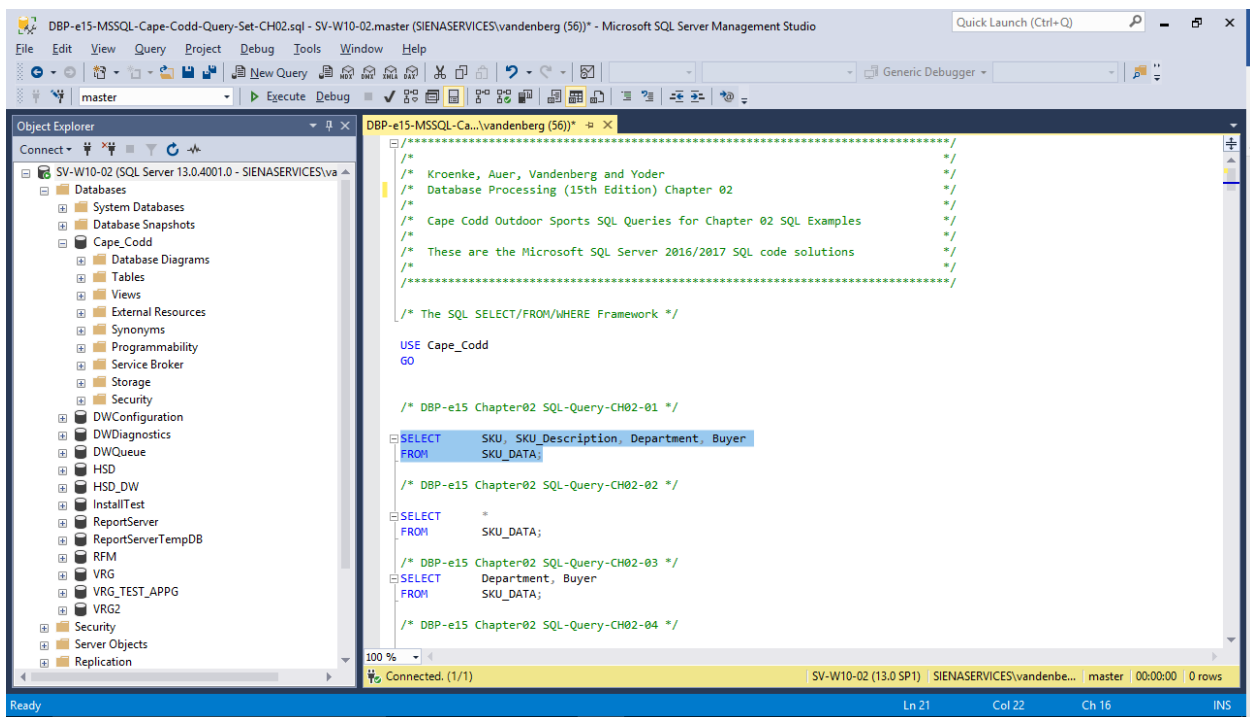 DBP-e15-MSSQL-Cape-Codd-Query-Set-CH02.sql - SV-W10-02.master (SIENASERVICES\vandenberg (56))* - Microsoft SQL Server Management Studio
Quick Launch (Ctrl+Q)
File Edit View Query Project Debug Tools Window Help
New Query
MDX DMX XMLA DAX
Generic Debugger
master
Execute Debug
Object Explorer
Connect
SV-W10-02 (SQL Server 13.0.4001.0 - SIENASERVICES\va
Databases
System Databases
Database Snapshots
Cape_Codd
Database Diagrams
Tables
Views
External Resources
Synonyms
Programmability
Service Broker
Storage
Security
DWConfiguration
DWDiagnostics
DWQueue
HSD
HSD_DW
InstallTest
ReportServer
ReportServerTempDB
RFM
VRG
VRG_TEST_APPG
VRG2
Security
Server Objects
Replication
DBP-e15-MSSQL-Ca...\vandenberg (56))*
/********************************************************************************/
/* */
/* Kroenke, Auer, Vandenberg and Yoder */
/* Database Processing (15th Edition) Chapter 02 */
/* */
/* Cape Codd Outdoor Sports SQL Queries for Chapter 02 SQL Examples */
/* */
/* These are the Microsoft SQL Server 2016/2017 SQL code solutions */
/* */
/********************************************************************************/
/* The SQL SELECT/FROM/WHERE Framework */
USE Cape_Codd
GO
/* DBP-e15 Chapter02 SQL-Query-CH02-01 */
SELECT SKU, SKU_Description, Department, Buyer
FROM SKU_DATA;
/* DBP-e15 Chapter02 SQL-Query-CH02-02 */
SELECT *
FROM SKU_DATA;
/* DBP-e15 Chapter02 SQL-Query-CH02-03 */
SELECT Department, Buyer
FROM SKU_DATA;
/* DBP-e15 Chapter02 SQL-Query-CH02-04 */
100 %
Connected. (1/1)
SV-W10-02 (13.0 SP1) SIENASERVICES\vandenbe... master 00:00:00 0 rows
Ready
Ln 21 Col 22 Ch 16 INS